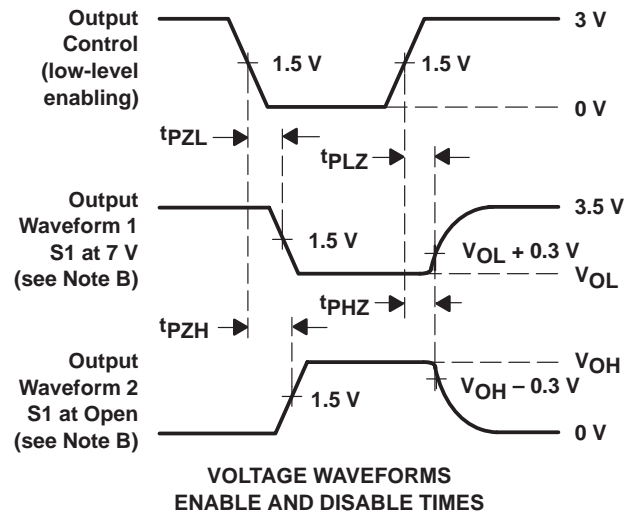 Output
Control
(low-level
enabling)
3 V
1.5 V
1.5 V
0 V
tPZL
tPLZ
Output
Waveform 1
S1 at 7 V
(see Note B)
3.5 V
1.5 V
VOL + 0.3 V
VOL
tPHZ
tPZH
Output
Waveform 2
S1 at Open
(see Note B)
VOH
VOH – 0.3 V
1.5 V
0 V
VOLTAGE WAVEFORMS
ENABLE AND DISABLE TIMES